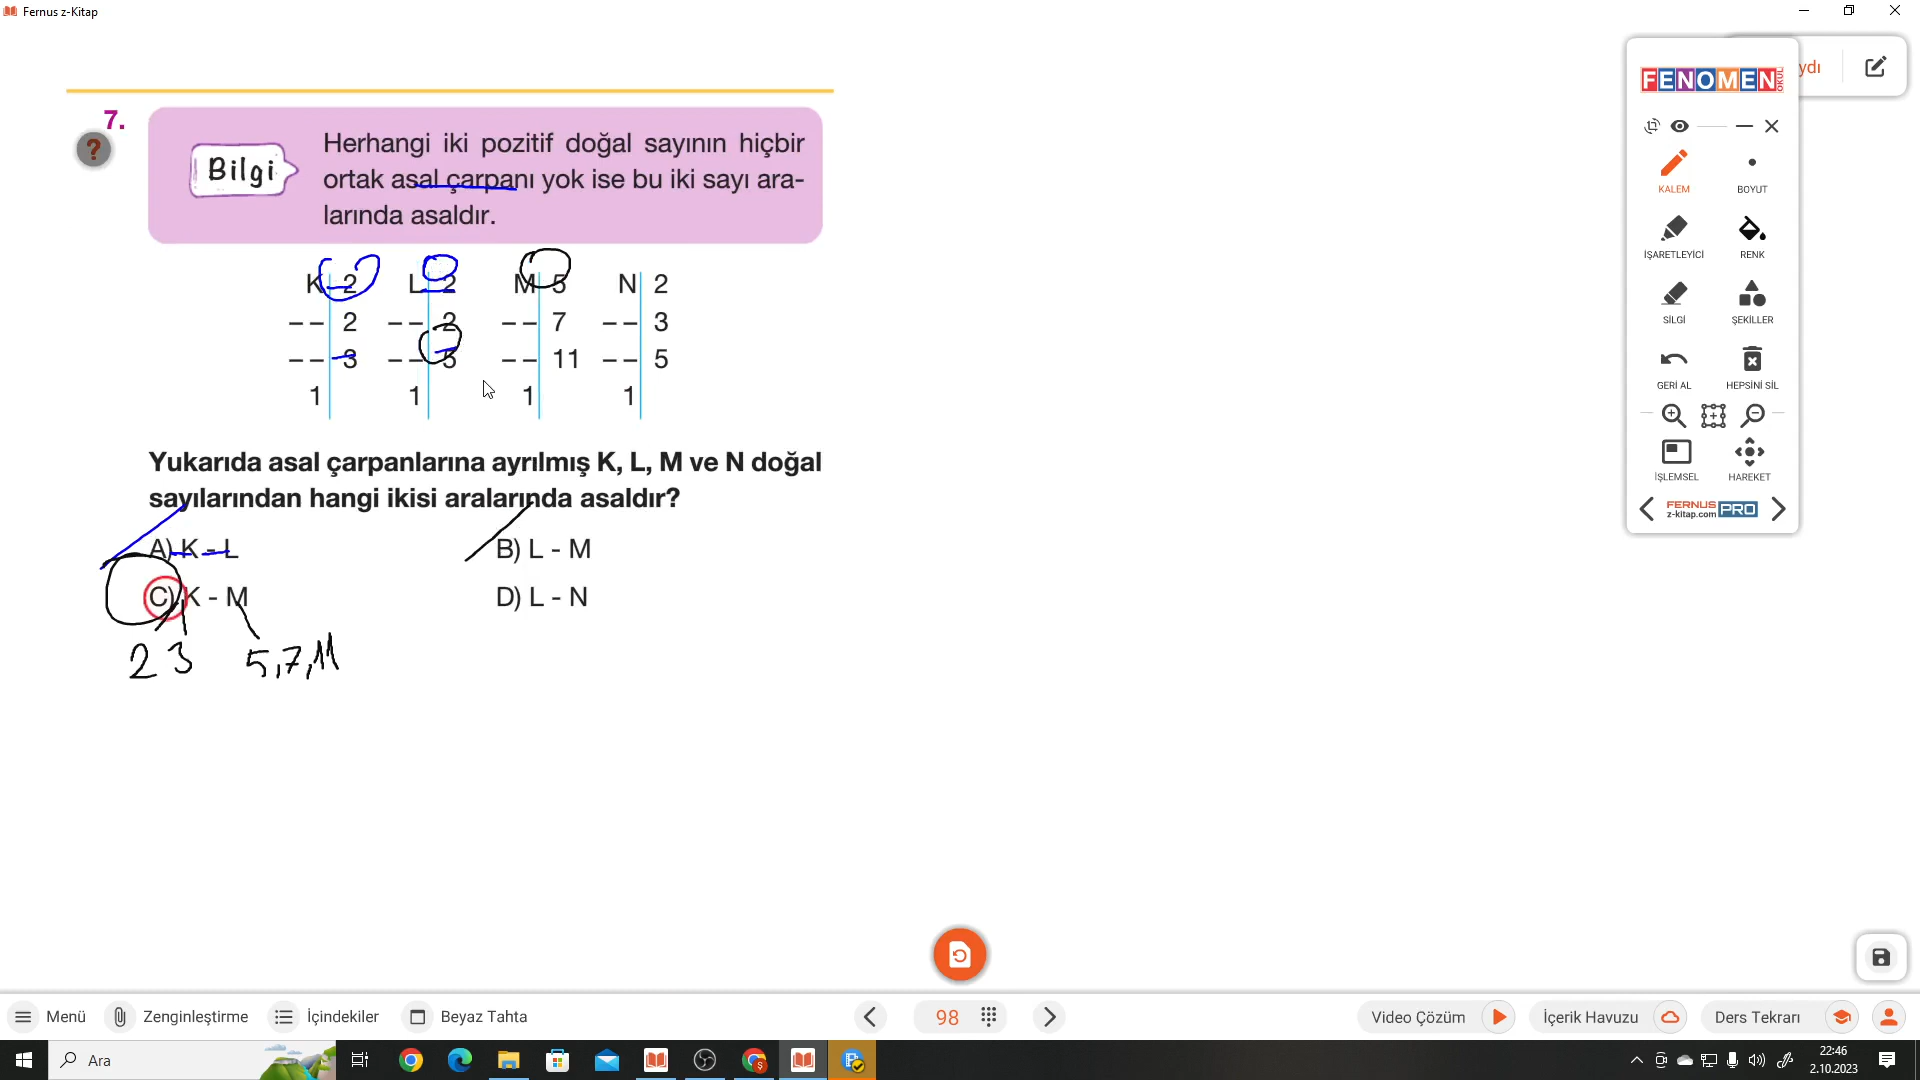 Fernus z-Kitap
7.
?
Bilgi
Herhangi iki pozitif doğal sayının hiçbir
ortak asal çarpanı yok ise bu iki sayı ara-
larında asaldır.
K 2 L 2 M 5 N 2
-- 2 -- 2 -- 7 -- 3
-- 3 -- 5 -- 11 -- 5
1 1 1 1
Yukarıda asal çarpanlarına ayrılmış K, L, M ve N doğal
sayılarından hangi ikisi aralarında asaldır?
A) K - L B) L - M
C) K - M D) L - N
2 3 5,7,11
FENOMEN OKUL
ydı
KALEM BOYUT
İŞARETLEYİCİ RENK
SİLGİ ŞEKİLLER
GERİ AL HEPSİNİ SİL
İŞLEMSEL HAREKET
FERNUS
z-kitap.com PRO
Menü Zenginleştirme İçindekiler Beyaz Tahta 98 Video Çözüm İçerik Havuzu Ders Tekrarı
Ara
22:46
2.10.2023